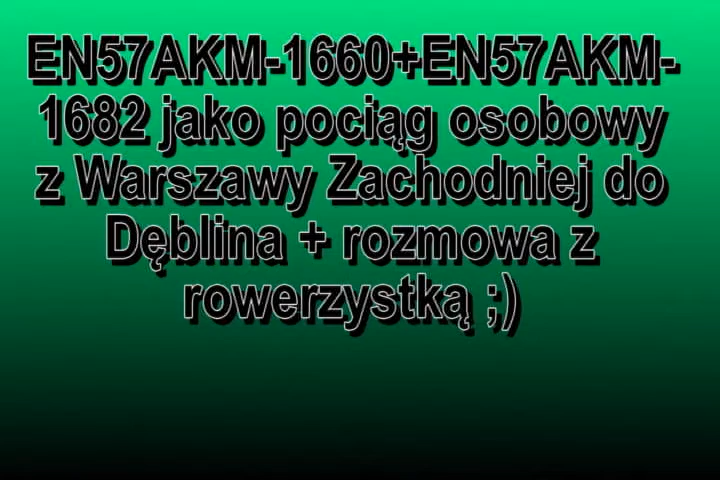 EN57AKM-1660+EN57AKM-
1682 jako pociąg osobowy
z Warszawy Zachodniej do
Dęblina + rozmowa z
rowerzystką ;)